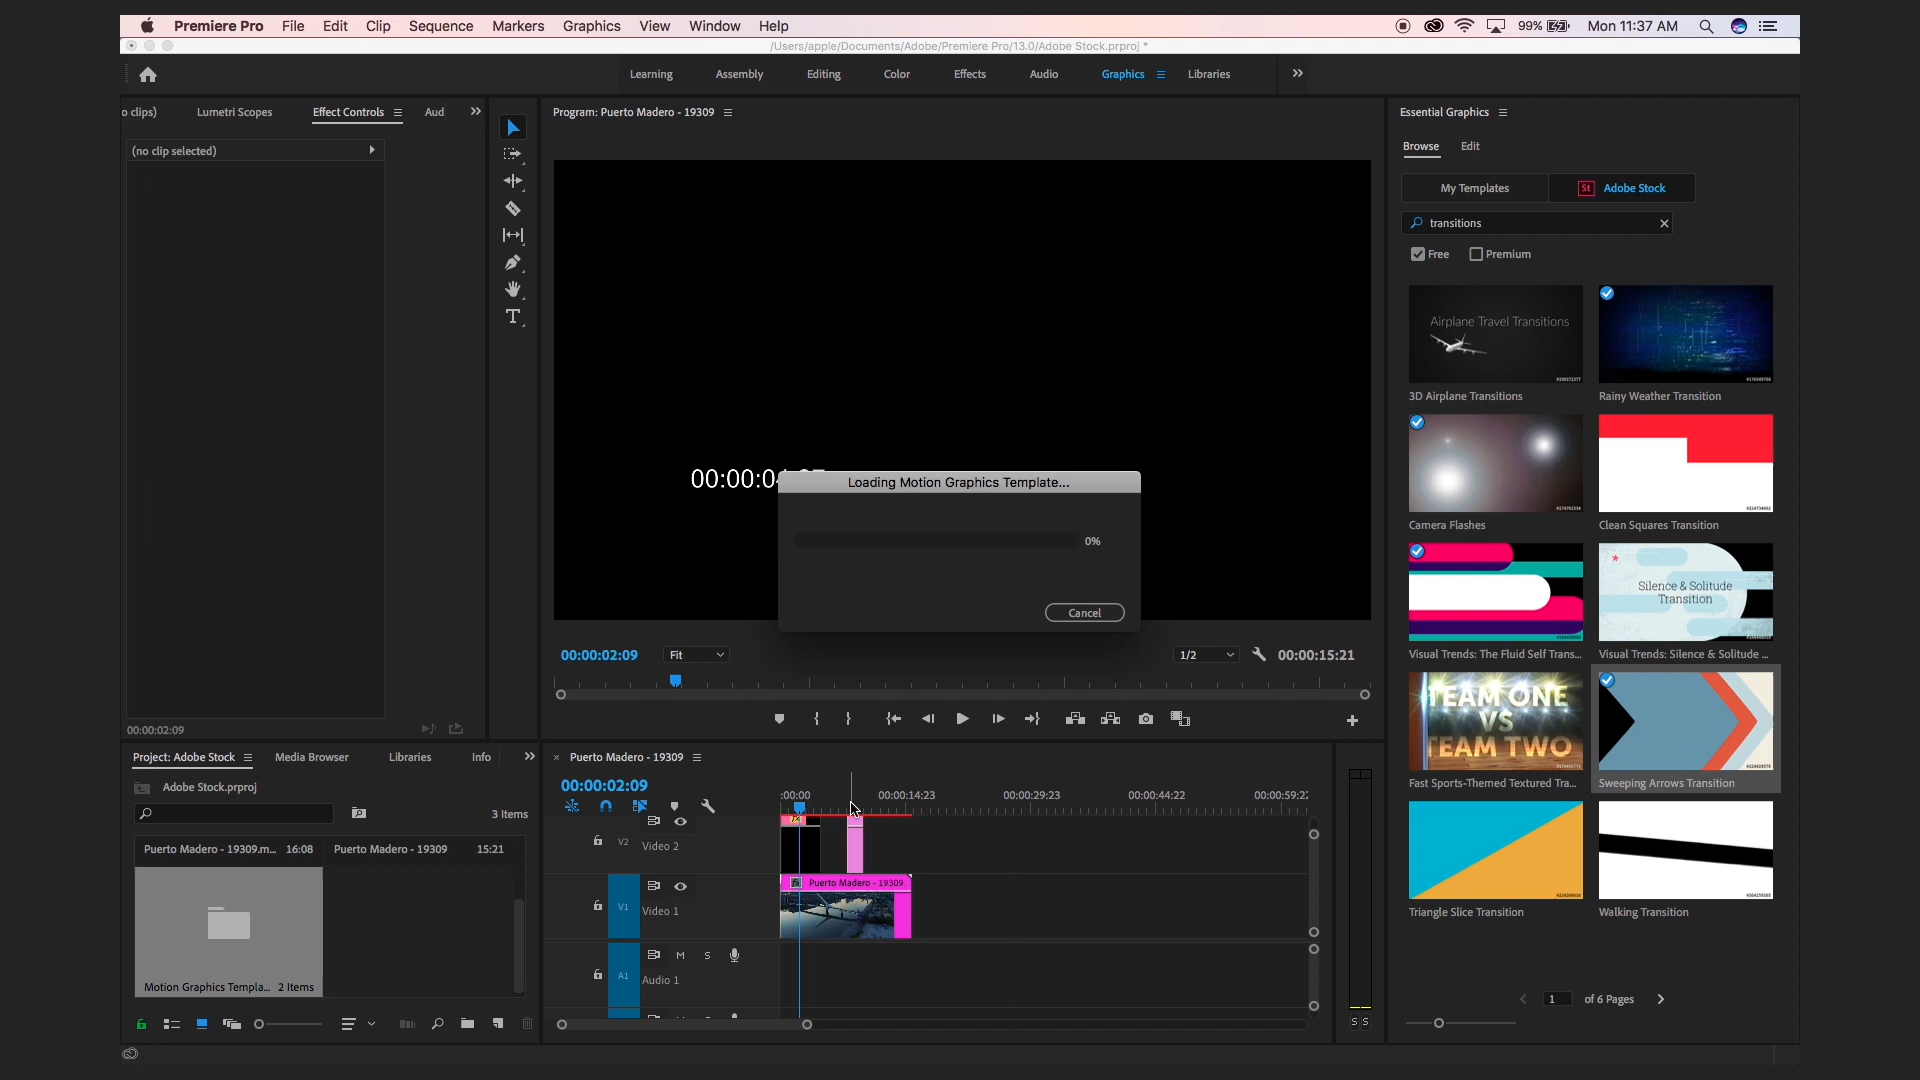 Premiere Pro File Edit Clip Sequence Markers Graphics View Window Help 99% Mon 11:37 AM
/Users/apple/Documents/Adobe/Premiere Pro/13.0/Adobe Stock.prproj *
Learning Assembly Editing Color Effects Audio Graphics Libraries
o clips) Lumetri Scopes Effect Controls Aud
(no clip selected)
00:00:02:09
Program: Puerto Madero - 19309
00:00:0
Loading Motion Graphics Template...
0%
Cancel
00:00:02:09 Fit 1/2 00:00:15:21
Essential Graphics
Browse Edit
My Templates St Adobe Stock
transitions
Free Premium
Airplane Travel Transitions
3D Airplane Transitions Rainy Weather Transition
Camera Flashes Clean Squares Transition
Silence & Solitude
Transition
Visual Trends: The Fluid Self Trans... Visual Trends: Silence & Solitude ...
TEAM ONE
VS
TEAM TWO
Fast Sports-Themed Textured Tra... Sweeping Arrows Transition
Triangle Slice Transition Walking Transition
1 of 6 Pages
Project: Adobe Stock Media Browser Libraries Info
Adobe Stock.prproj
3 Items
Puerto Madero - 19309.m... 16:08 Puerto Madero - 19309 15:21
Motion Graphics Templa... 2 Items
× Puerto Madero - 19309
00:00:02:09
:00:00 00:00:14:23 00:00:29:23 00:00:44:22 00:00:59:22
V2 Video 2
fx
V1 Video 1
fx Puerto Madero - 19309.
M S
A1 Audio 1
S S